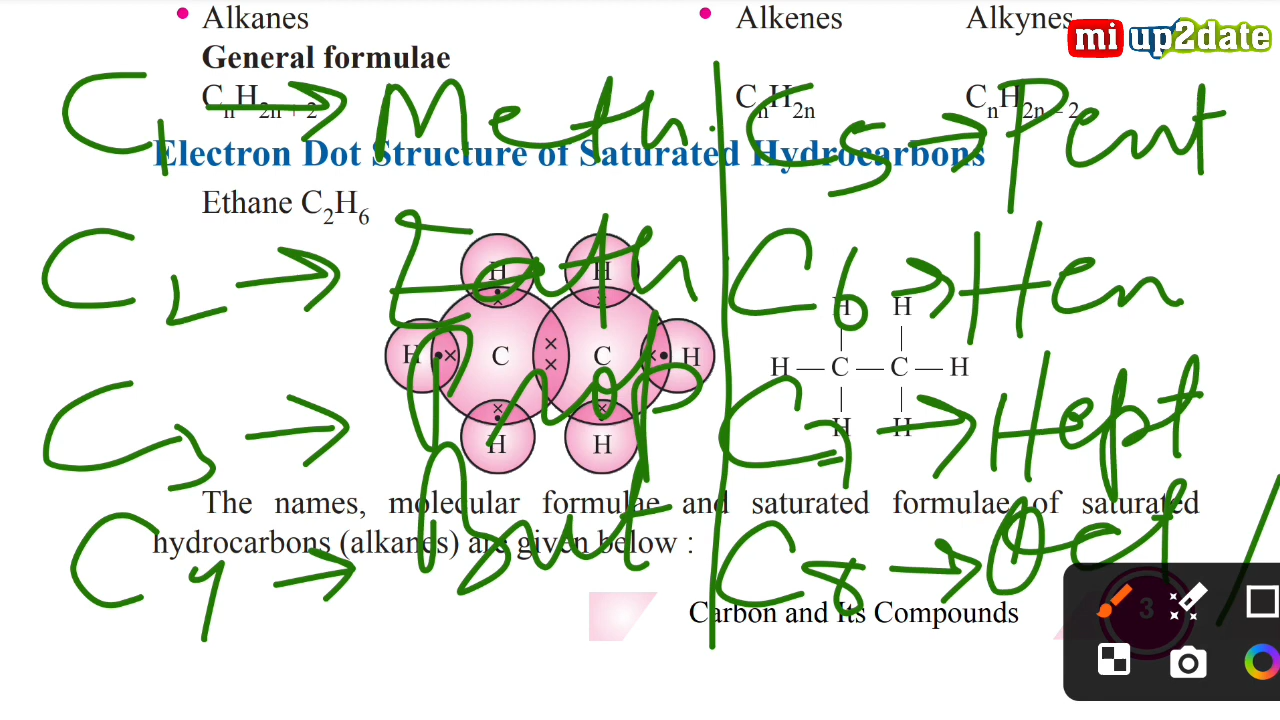 • Alkanes • Alkenes Alkynes
mi up2date
General formulae
CₙH₂ₙ₊₂ CₙH₂ₙ CₙH₂ₙ₋₂
C1 → Meth C5 → Pent
Electron Dot Structure of Saturated Hydrocarbons
Ethane C₂H₆
C2 → Eth C6 → Hex
H H
H H
H C C H H — C — C — H
H H
H H
C3 → Prop C7 → Hept
The names, molecular formulae and saturated formulae of saturated
hydrocarbons (alkanes) are given below :
C4 → but C8 → Oct
Carbon and Its Compounds
3